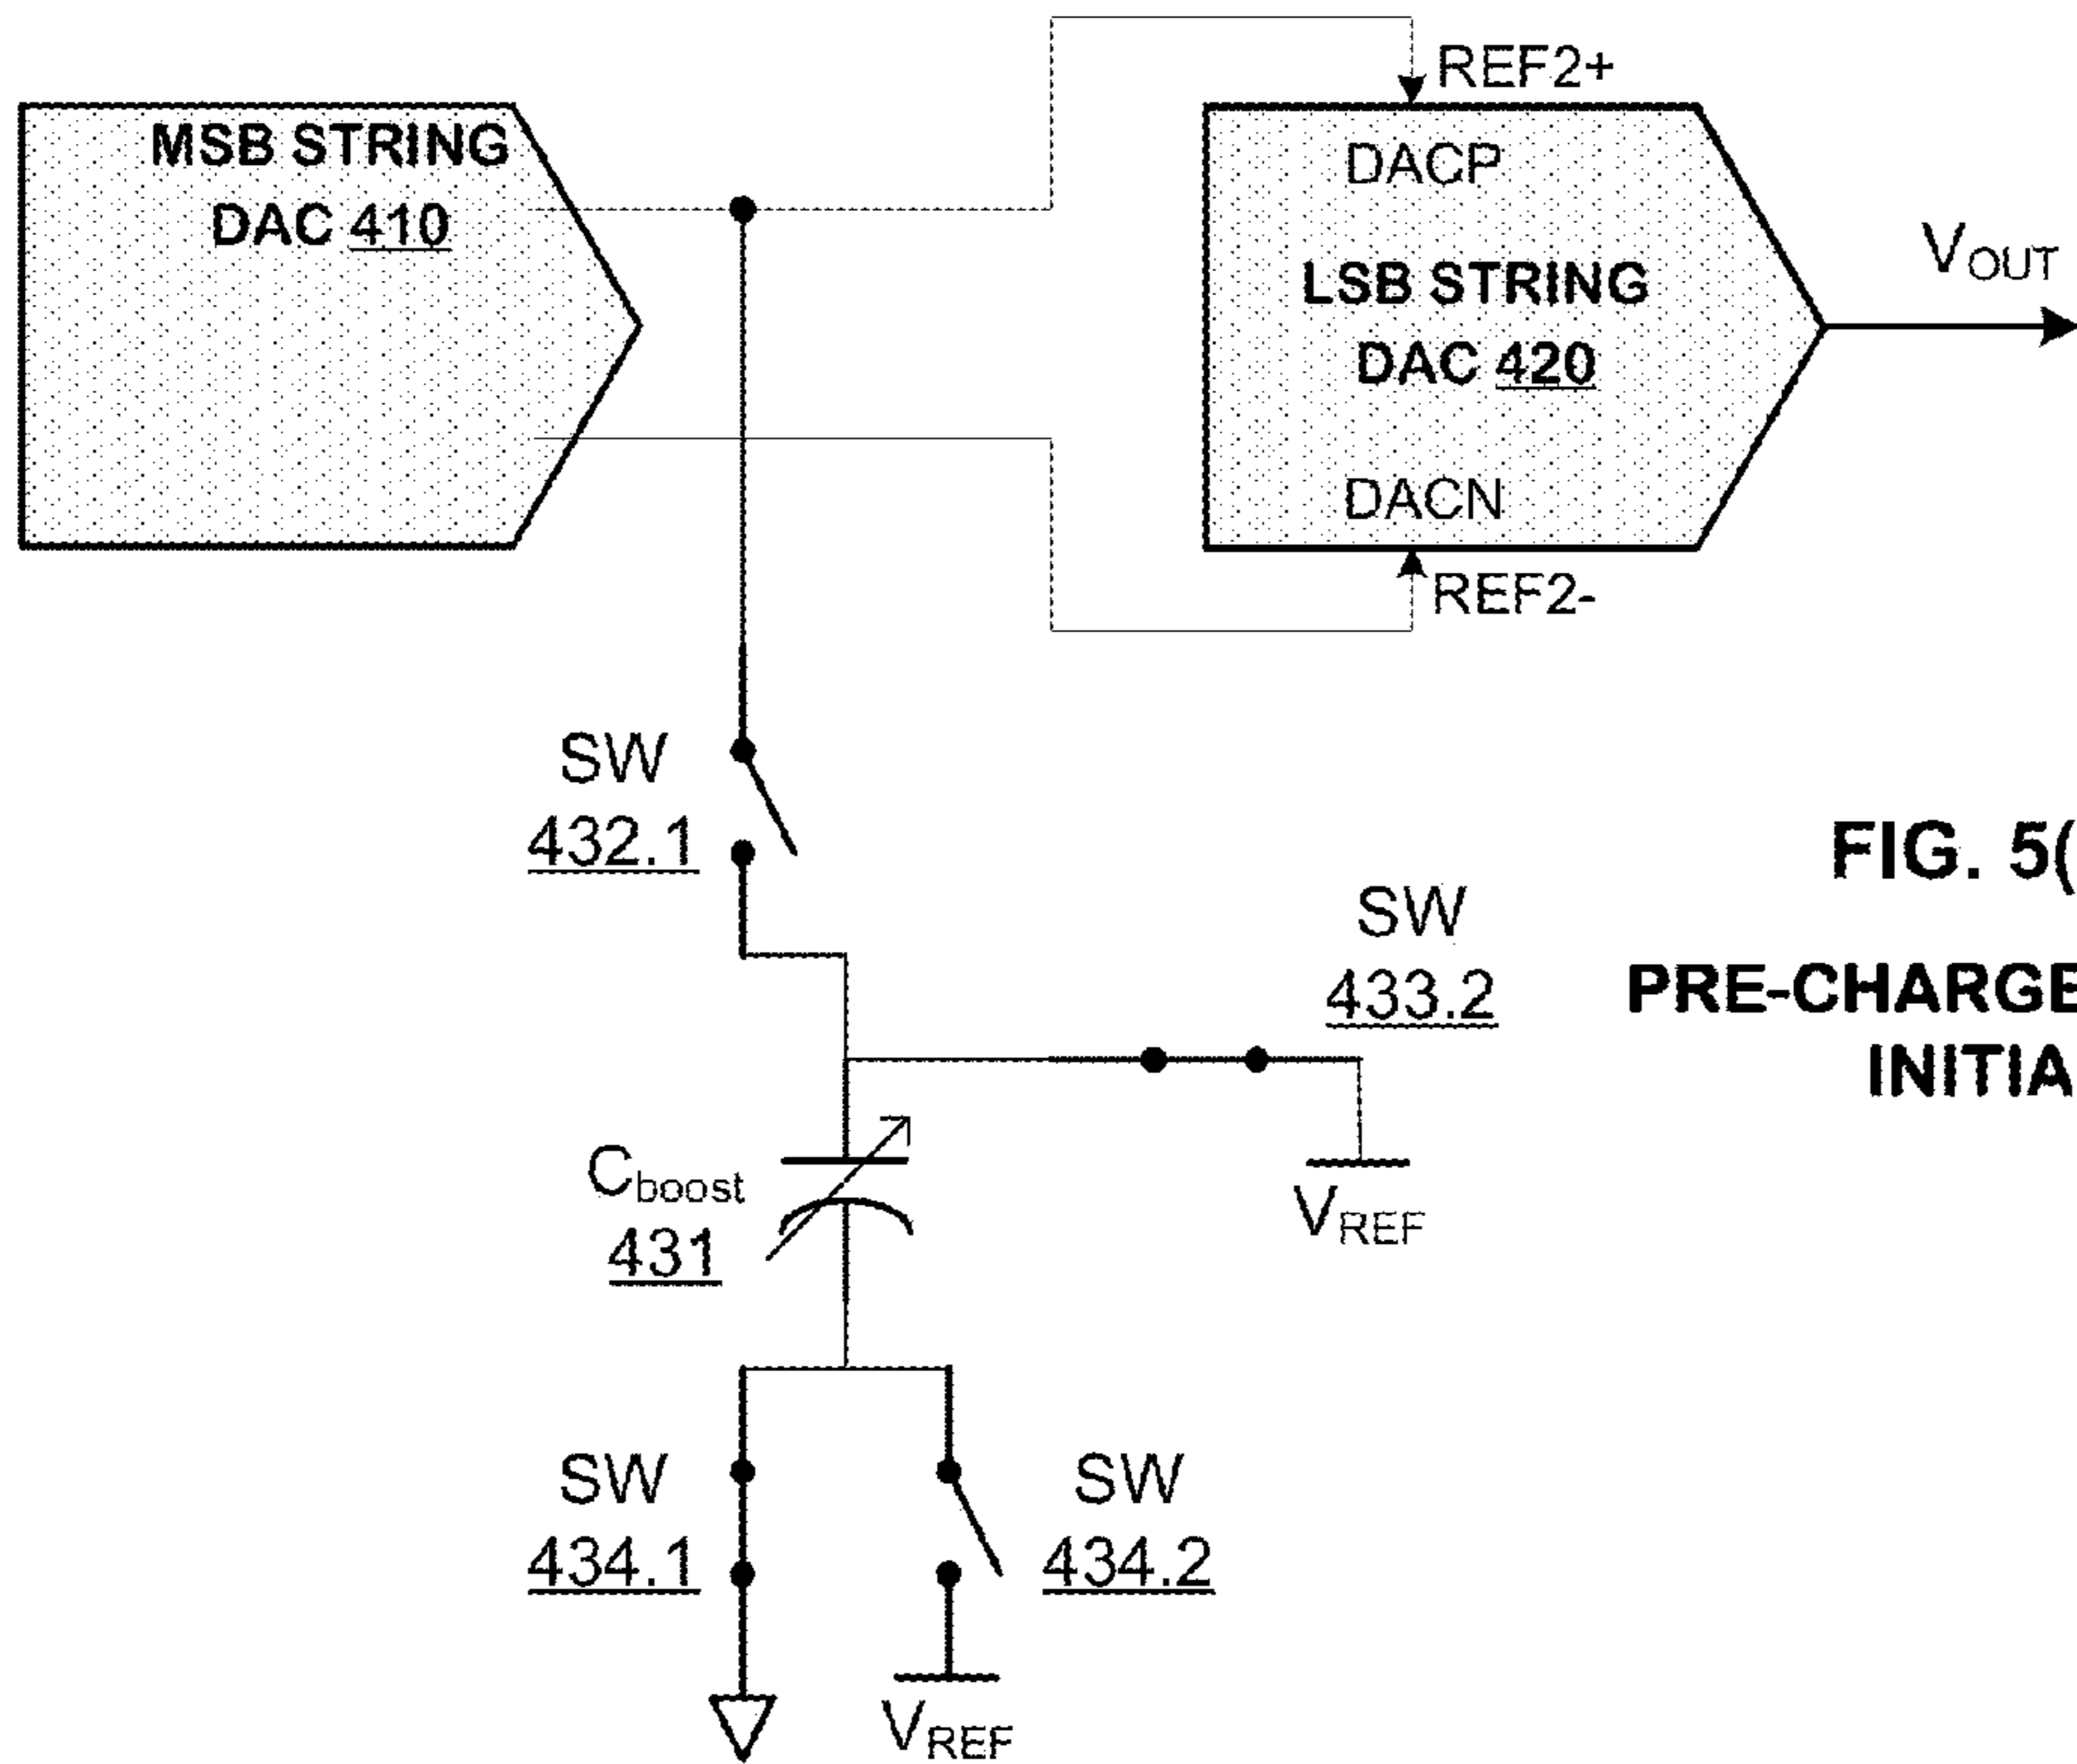 REF2+
MSB STRING
DAC 410
DACP
LSB STRING
DAC 420
DACN
VOUT
REF2-
SW
432.1
FIG. 5(
SW
433.2
PRE-CHARGE
INITIA
Cboost
431
VREF
SW
434.1
SW
434.2
VREF